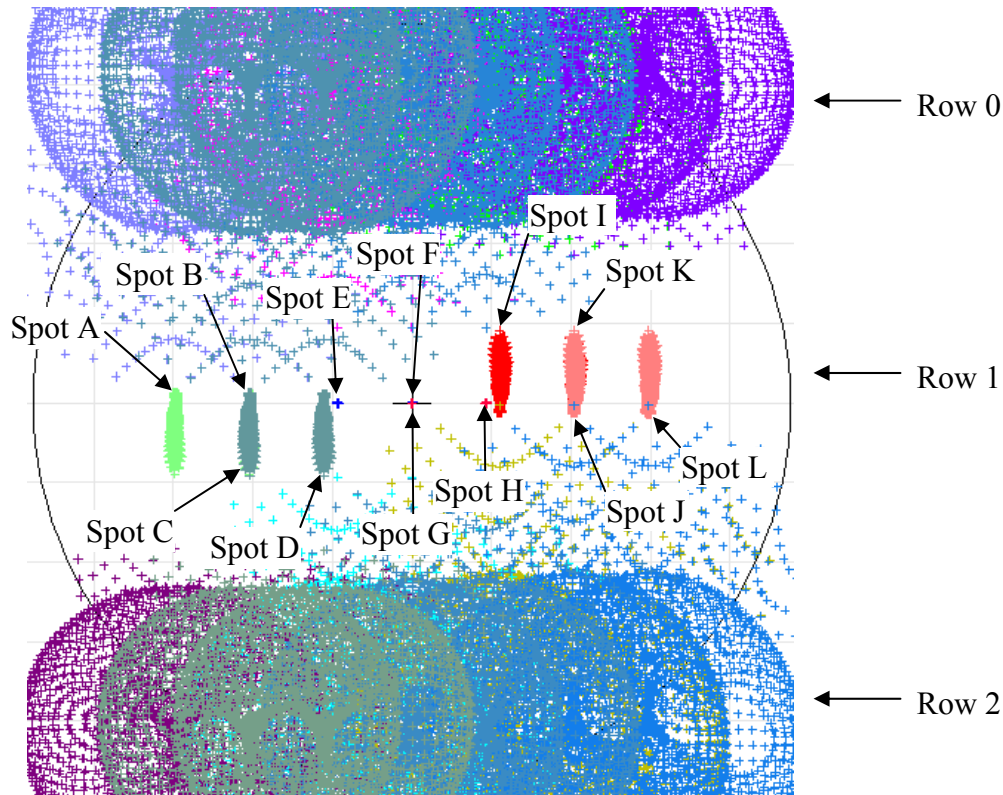 Row 0
Spot I
Spot F
Spot B
Spot K
Spot E
Spot A
Row 1
Spot L
Spot H
Spot J
Spot C
Spot G
Spot D
Row 2